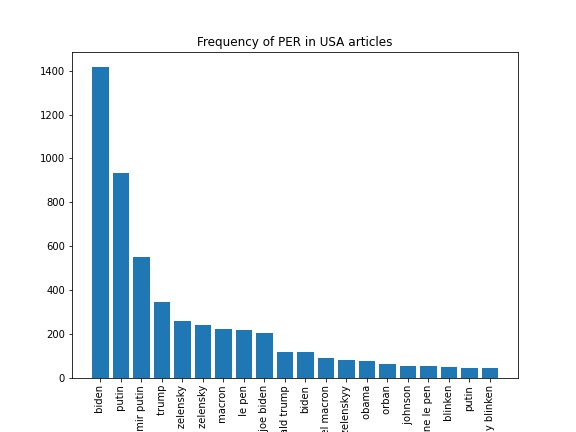 Frequency of PER in USA articles
1400
1200
1000
800
600
400
200
0
biden
putin
mir putin
trump
zelensky
zelensky
macron
le pen
joe biden
ald trump
biden
el macron
zelenskyy
obama
orban
johnson
ne le pen
blinken
putin
y blinken